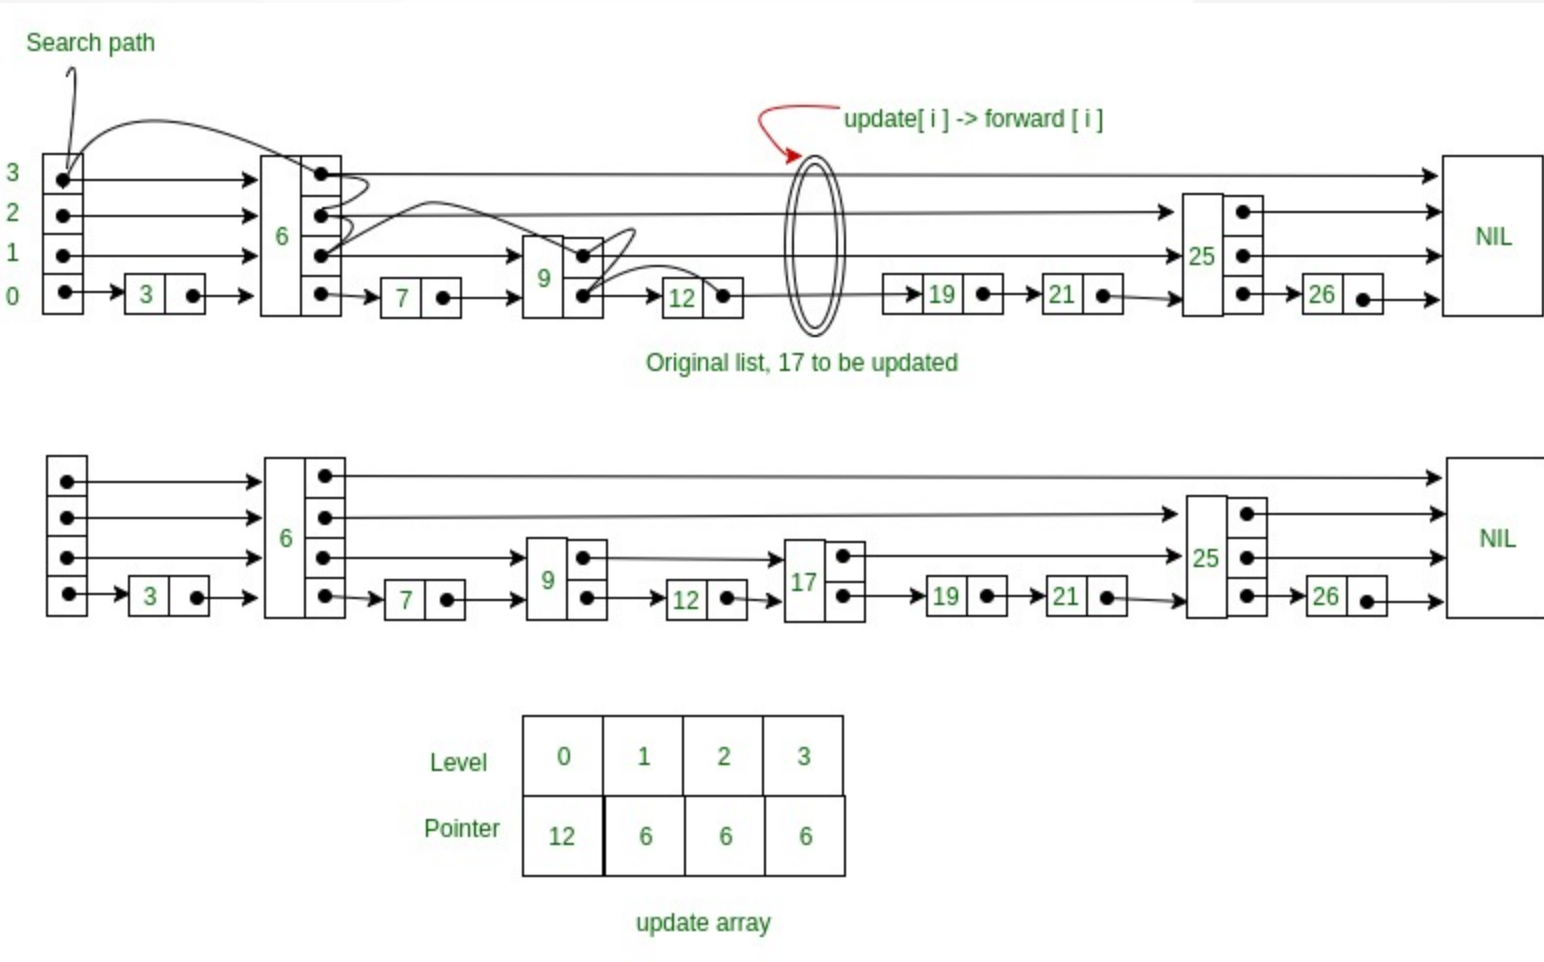 Search path
update[ i ] -> forward [ i ]
3
2
1
0
3
6
7
9
12
19
21
25
26
NIL
Original list, 17 to be updated
3
6
7
9
12
17
19
21
25
26
NIL
Level 0 1 2 3
Pointer 12 6 6 6
update array